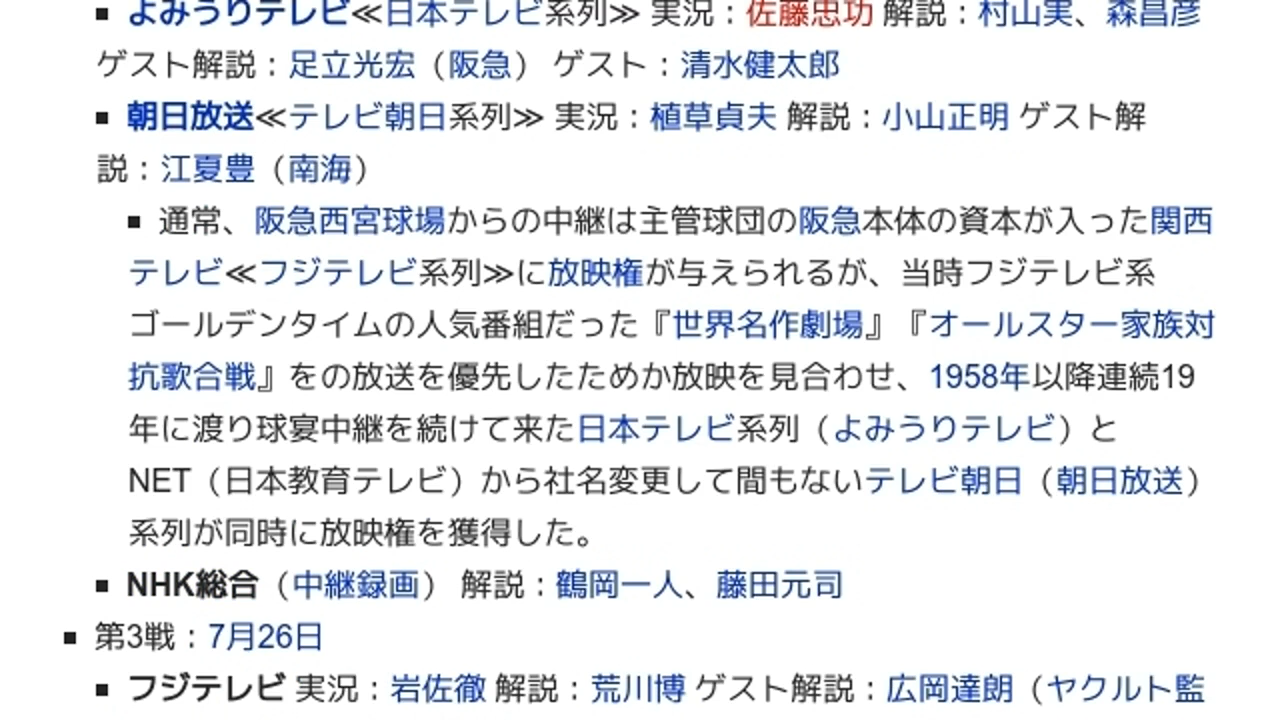 よみうりテレビ≪日本テレビ系列≫ 実況：佐藤忠功 解説：村山実、森昌彦
ゲスト解説：足立光宏（阪急） ゲスト：清水健太郎
朝日放送≪テレビ朝日系列≫ 実況：植草貞夫 解説：小山正明 ゲスト解
説：江夏豊（南海）
通常、阪急西宮球場からの中継は主管球団の阪急本体の資本が入った関西
テレビ≪フジテレビ系列≫に放映権が与えられるが、当時フジテレビ系
ゴールデンタイムの人気番組だった『世界名作劇場』『オールスター家族対
抗歌合戦』をの放送を優先したためか放映を見合わせ、1958年以降連続19
年に渡り球宴中継を続けて来た日本テレビ系列（よみうりテレビ）と
NET（日本教育テレビ）から社名変更して間もないテレビ朝日（朝日放送）
系列が同時に放映権を獲得した。
NHK総合（中継録画） 解説：鶴岡一人、藤田元司
第3戦：7月26日
フジテレビ 実況：岩佐徹 解説：荒川博 ゲスト解説：広岡達朗（ヤクルト監